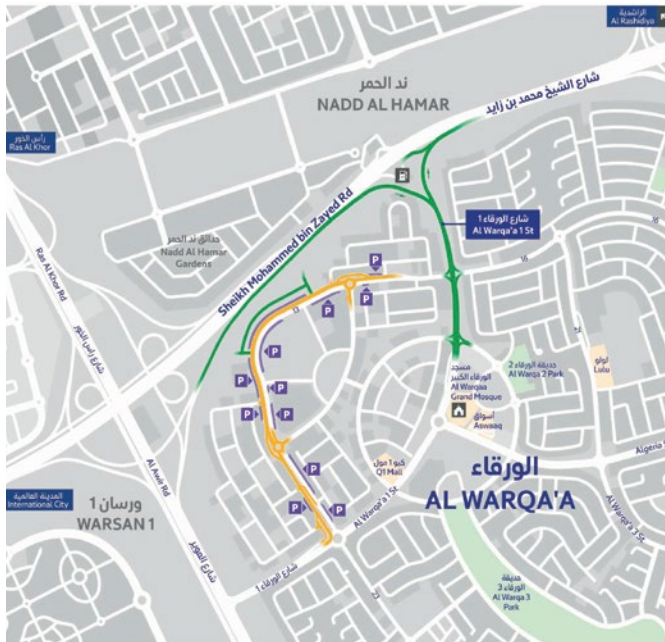 الراشدية
Al Rashidiya
ند الحمر
NADD AL HAMAR
شارع الشيخ محمد بن زايد
رأس الخور
Ras Al Khor
شارع الورقاء 1
Al Warqa'a 1 St
حدائق ند الحمر
Nadd Al Hamar
Gardens
Sheikh Mohammed bin Zayed Rd
Ras Al Khor Rd
شارع رأس الخور
P
16
13
P
P
P
P
P
P
P
P
P
P
مسجد
الورقاء الكبير
Al Warqaa
Grand Mosque
حديقة الورقاء 2
Al Warqa 2 Park
لولو
Lulu
أسواق
Aswaaq
كيو 1 مول
Q1 Mall
الورقاء
AL WARQA'A
Algeria
Al Warqa'a 1 St
Al Warqa'a 3 St
المدينة العالمية
International City
ورسان 1
WARSAN 1
Al Awir Rd
شارع العوير
شارع الورقاء 1
23
حديقة
الورقاء 3
Al Warqa 3
Park